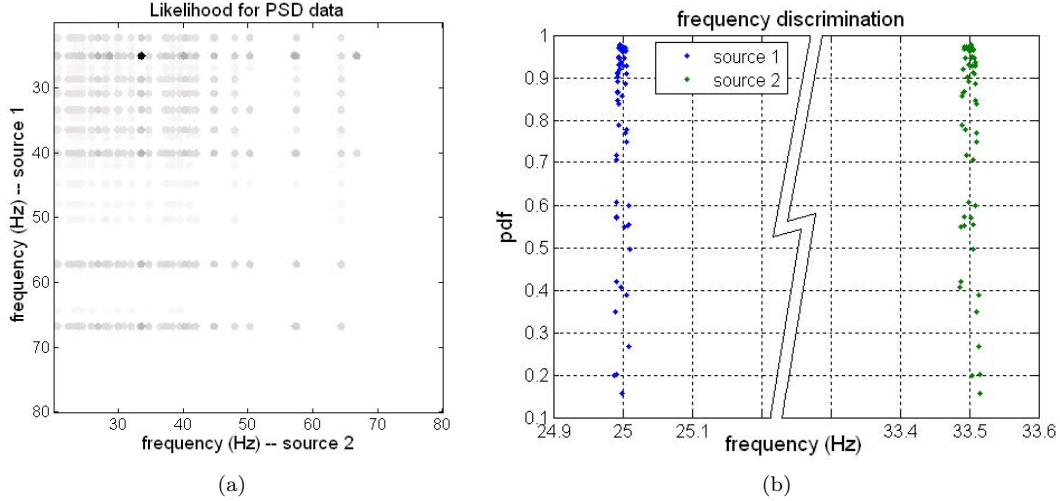 Likelihood for PSD data
frequency (Hz) -- source 1
30
40
50
60
70
80
30 40 50 60 70 80
frequency (Hz) -- source 2
(a)
frequency discrimination
pdf
1
0.9
0.8
0.7
0.6
0.5
0.4
0.3
0.2
0.1
source 1
source 2
24.9 25 25.1 33.4 33.5 33.6
frequency (Hz)
(b)